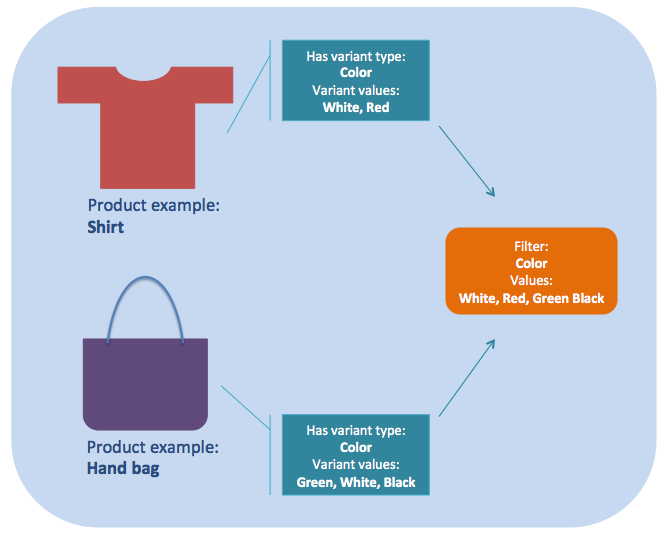 Has variant type:
Color
Variant values:
White, Red
Product example:
Shirt
Filter:
Color
Values:
White, Red, Green Black
Product example:
Hand bag
Has variant type:
Color
Variant values:
Green, White, Black